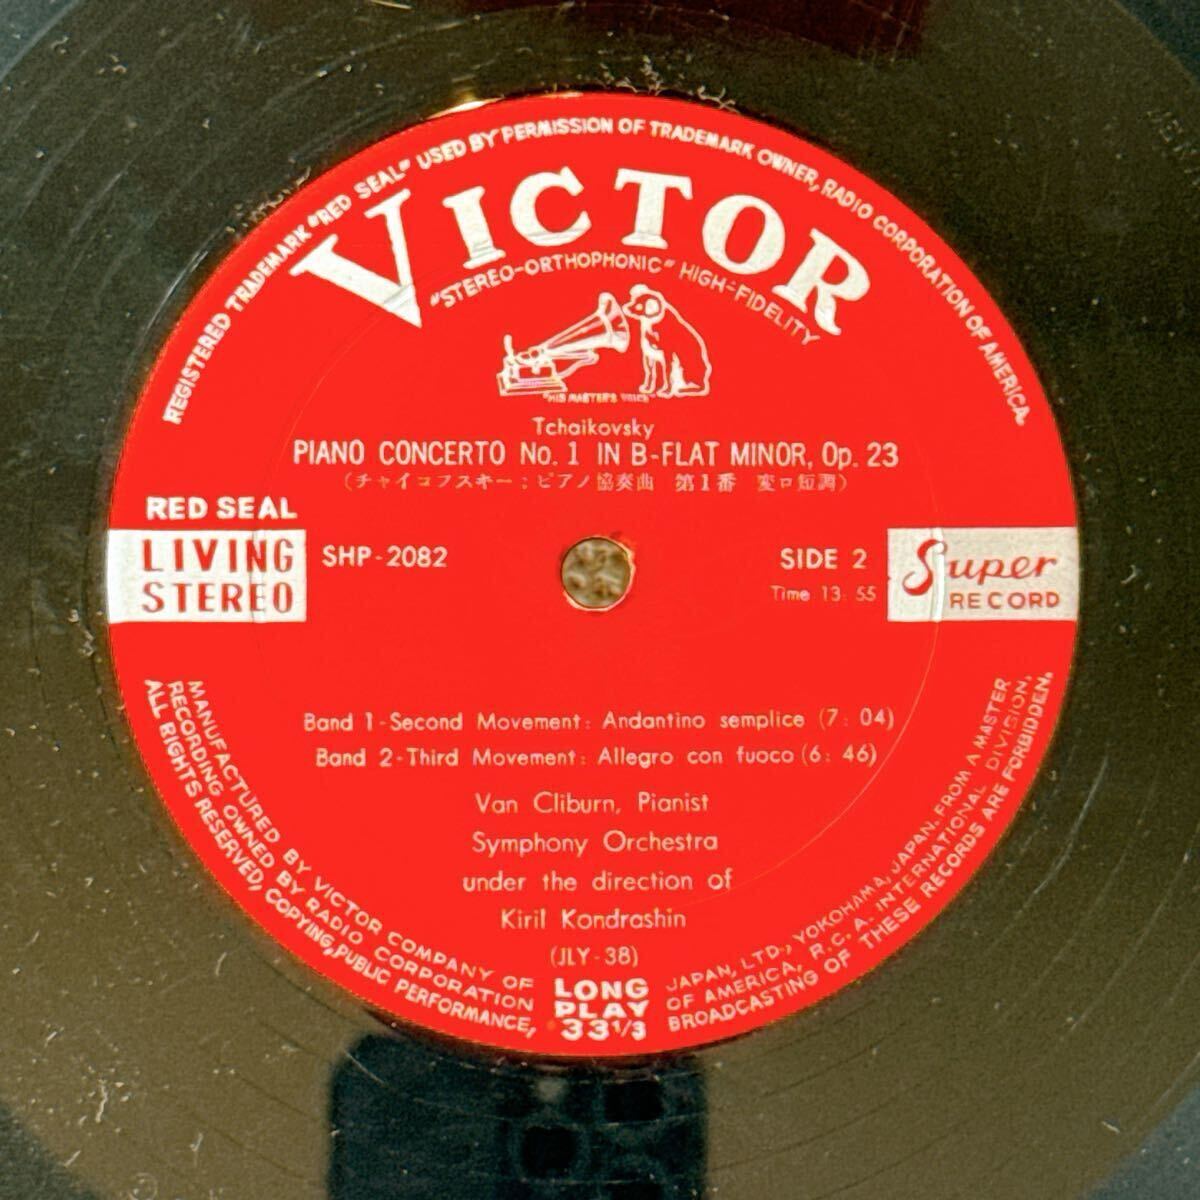 REGISTERED TRADEMARK "RED SEAL" USED BY PERMISSION OF TRADEMARK OWNER, RADIO CORPORATION OF AMERICA.
VICTOR
"STEREO-ORTHOPHONIC" HIGH-FIDELITY
"HIS MASTER'S VOICE"
Tchaikovsky
PIANO CONCERTO No. 1 IN B-FLAT MINOR, Op. 23
(チャイコフスキー：ピアノ協奏曲 第1番 変ロ短調)
RED SEAL
LIVING
STEREO
SHP-2082
SIDE 2
Time 13: 55
Super
RECORD
Band 1-Second Movement: Andantino semplice (7: 04)
Band 2-Third Movement: Allegro con fuoco (6: 46)
Van Cliburn, Pianist
Symphony Orchestra
under the direction of
Kiril Kondrashin
(JLY-38)
LONG
PLAY
33 1/3
MANUFACTURED BY VICTOR COMPANY OF JAPAN, LTD., YOKOHAMA, JAPAN. FROM A MASTER
RECORDING OWNED BY RADIO CORPORATION OF AMERICA, R.C.A. INTERNATIONAL DIVISION,
ALL RIGHTS RESERVED, COPYING, PUBLIC PERFORMANCE, BROADCASTING OF THESE RECORDS ARE FORBIDDEN.